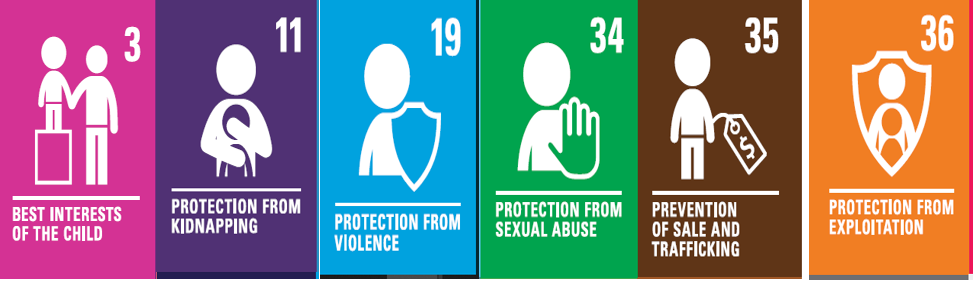 3
BEST INTERESTS
OF THE CHILD
11
PROTECTION FROM
KIDNAPPING
19
PROTECTION FROM
VIOLENCE
34
PROTECTION FROM
SEXUAL ABUSE
35
$
PREVENTION
OF SALE AND
TRAFFICKING
36
PROTECTION FROM
EXPLOITATION